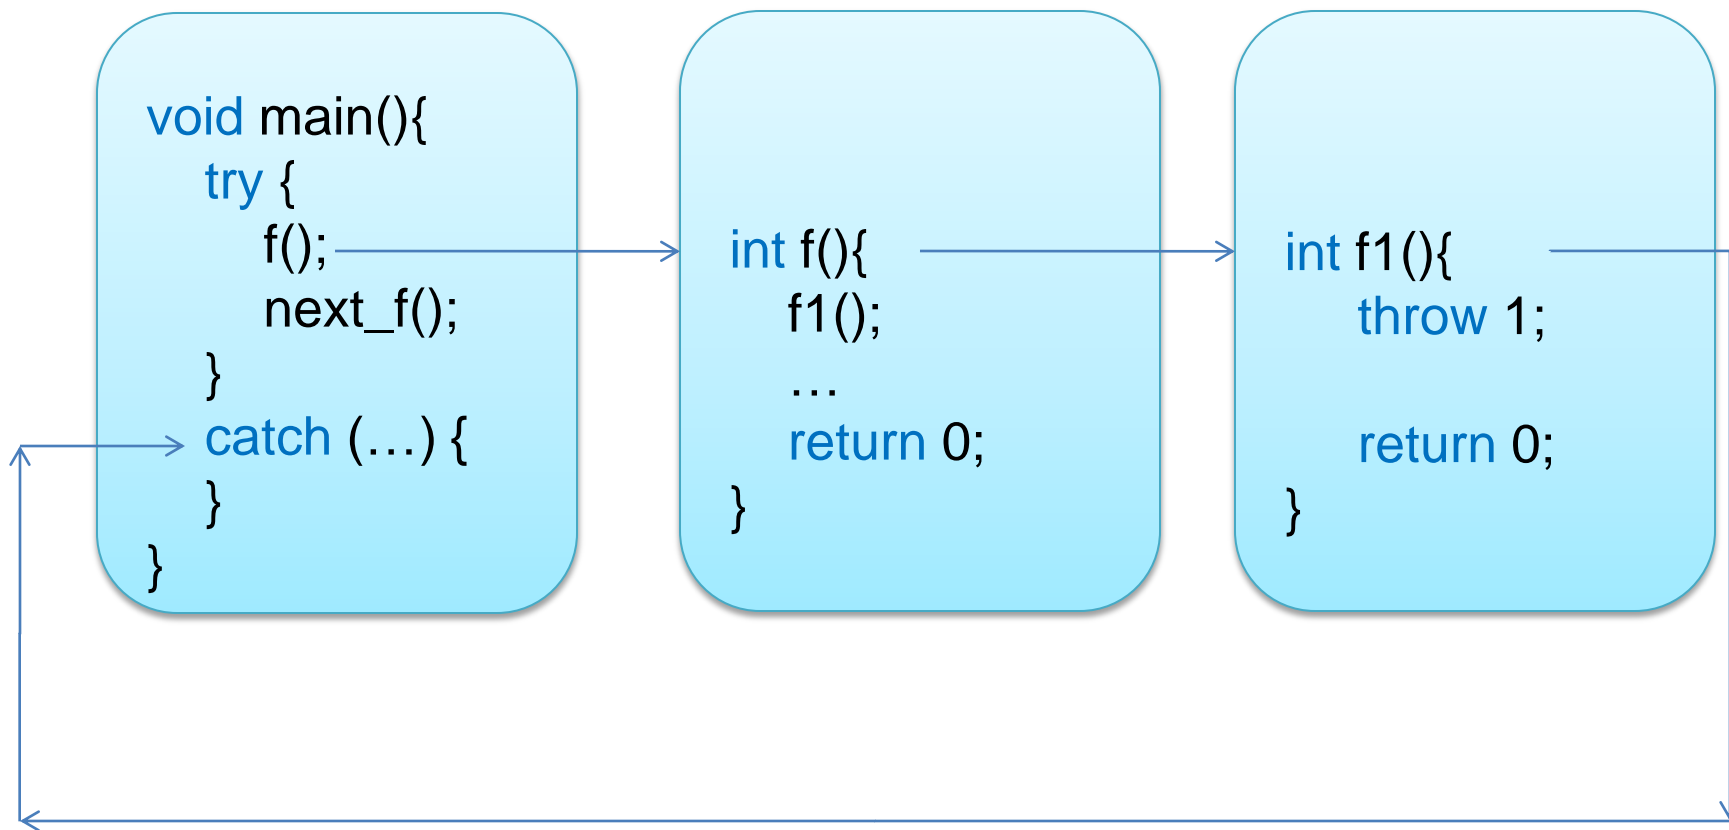 void main(){
try {
f();
next_f();
}
catch (…) {
}
}
int f(){
f1();
…
return 0;
}
int f1(){
throw 1;
return 0;
}